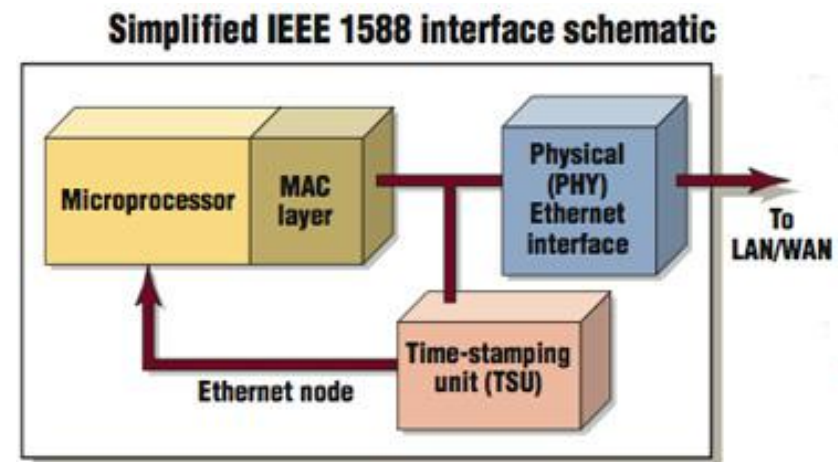 Simplified IEEE 1588 interface schematic
Microprocessor
MAC
layer
Physical
(PHY)
Ethernet
interface
To
LAN/WAN
Time-stamping
unit (TSU)
Ethernet node